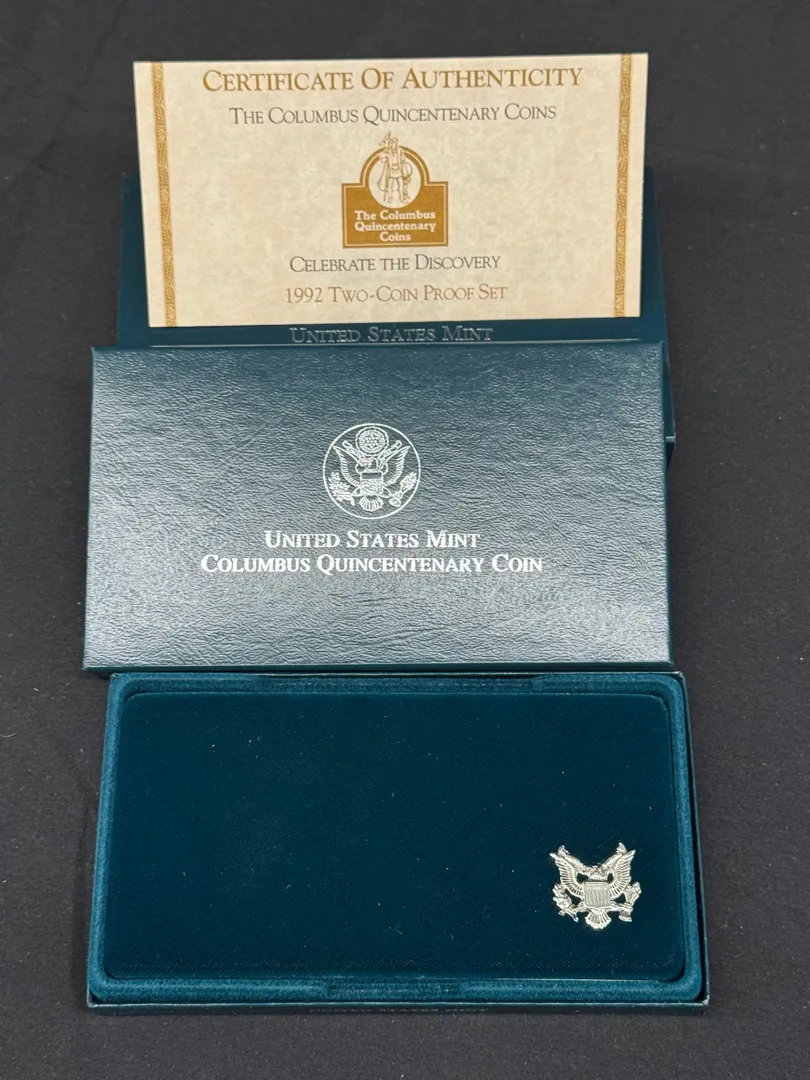 CERTIFICATE OF AUTHENTICITY
THE COLUMBUS QUINCENTENARY COINS
The Columbus
Quincentenary
Coins
CELEBRATE THE DISCOVERY
1992 TWO-COIN PROOF SET
UNITED STATES MINT
UNITED STATES MINT
COLUMBUS QUINCENTENARY COIN